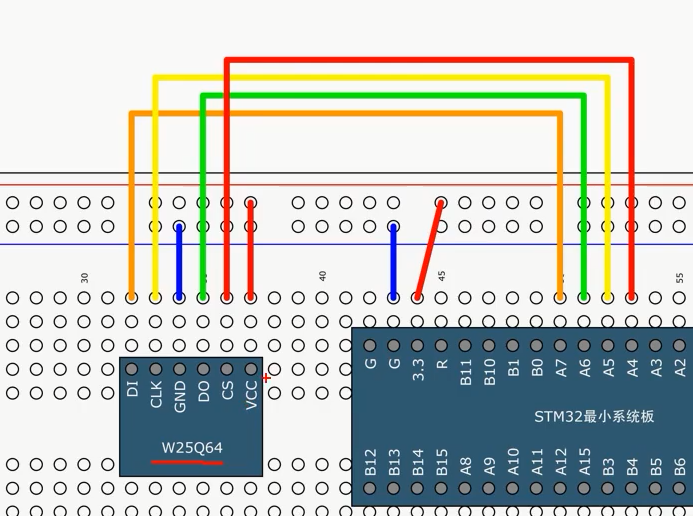 30
40
45
55
DI
CLK
GND
DO
CS
VCC
W25Q64
G
G
3.3
R
B11
B10
B1
B0
A7
A6
A5
A4
A3
A2
STM32最小系统板
B12
B13
B14
B15
A8
A9
A10
A11
A12
A15
B3
B4
B5
B6